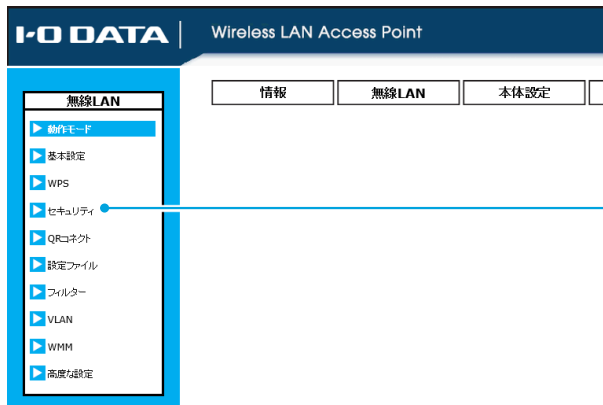 I-O DATA
Wireless LAN Access Point
情報
無線LAN
本体設定
無線LAN
動作モード
基本設定
WPS
セキュリティ
QRコネクト
設定ファイル
フィルター
VLAN
WMM
高度な設定